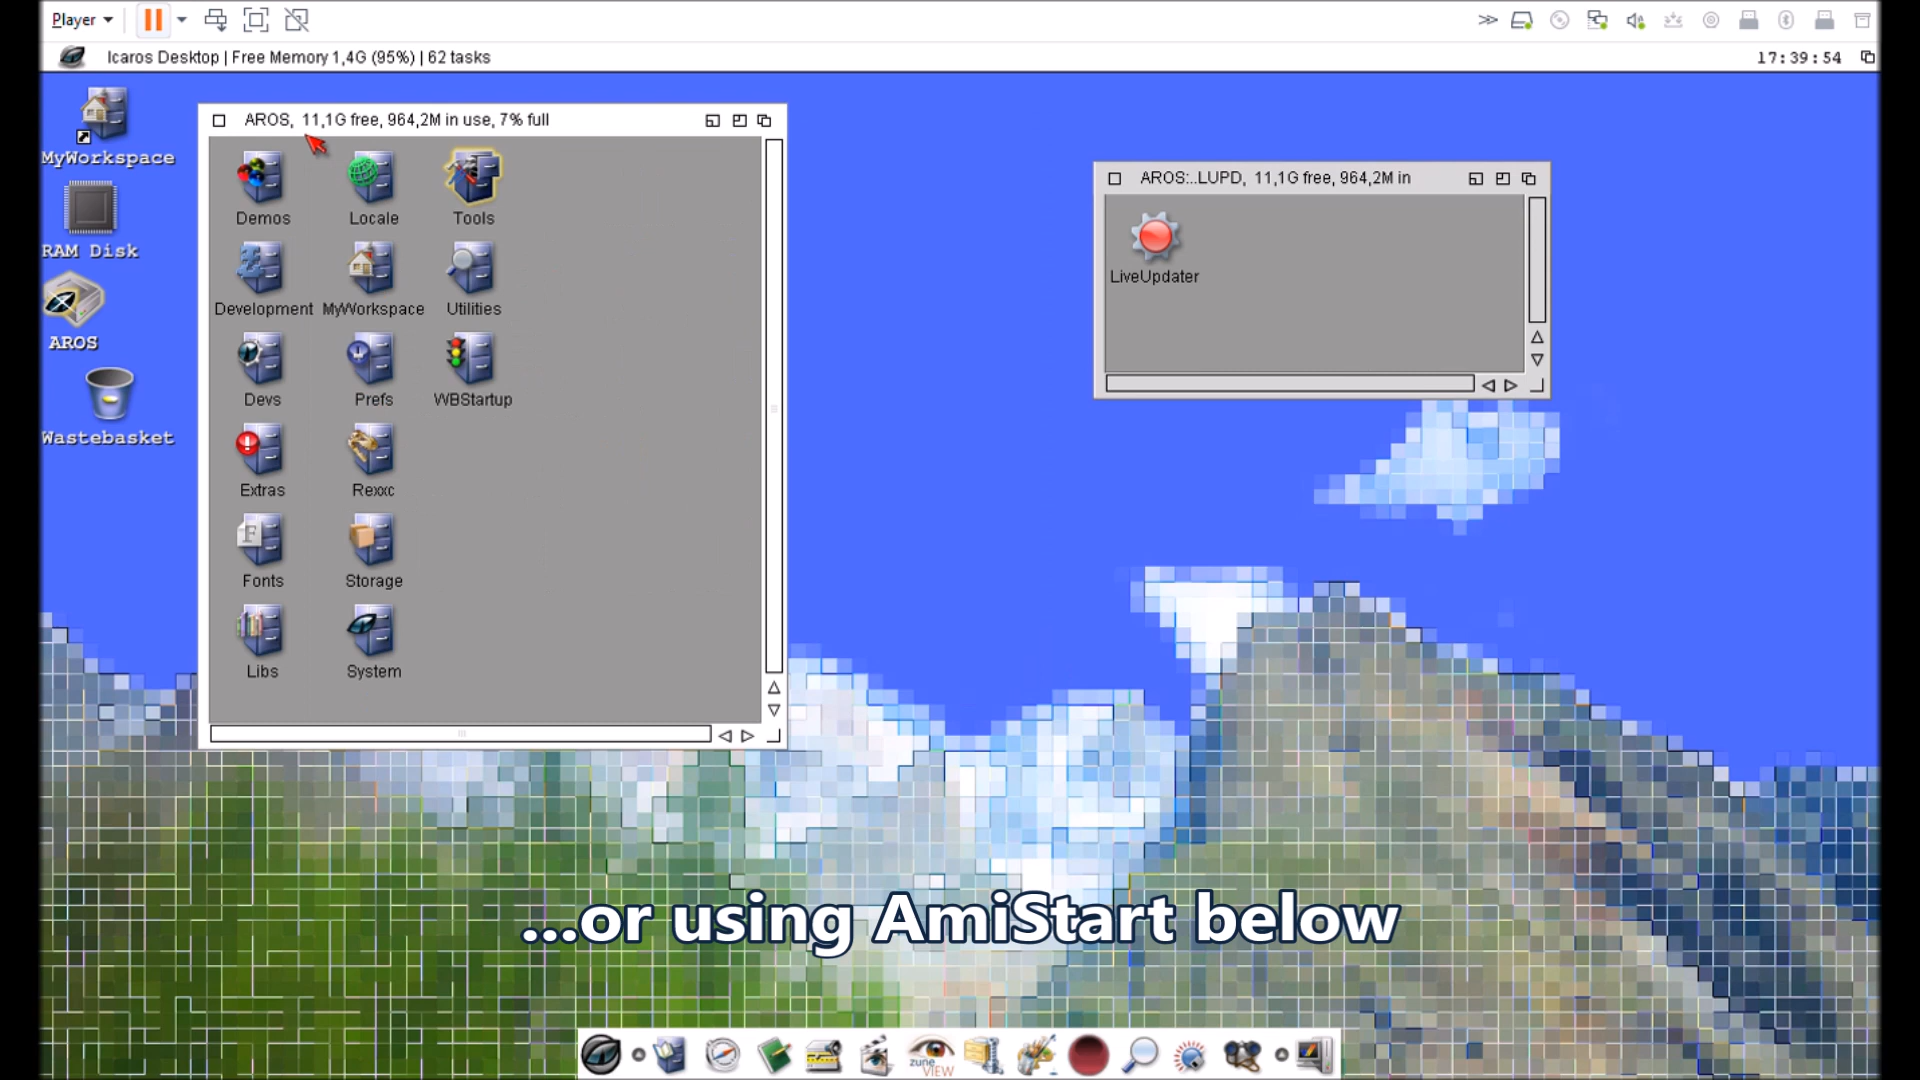 Player
Icaros Desktop | Free Memory 1,4G (95%) | 62 tasks
17:39:54
MyWorkspace
RAM Disk
AROS
Wastebasket
AROS, 11,1G free, 964,2M in use, 7% full
Demos
Locale
Tools
Development
MyWorkspace
Utilities
Devs
Prefs
WBStartup
Extras
Rexxc
Fonts
Storage
Libs
System
AROS:..LUPD, 11,1G free, 964,2M in
LiveUpdater
...or using AmiStart below
zune
VIEW